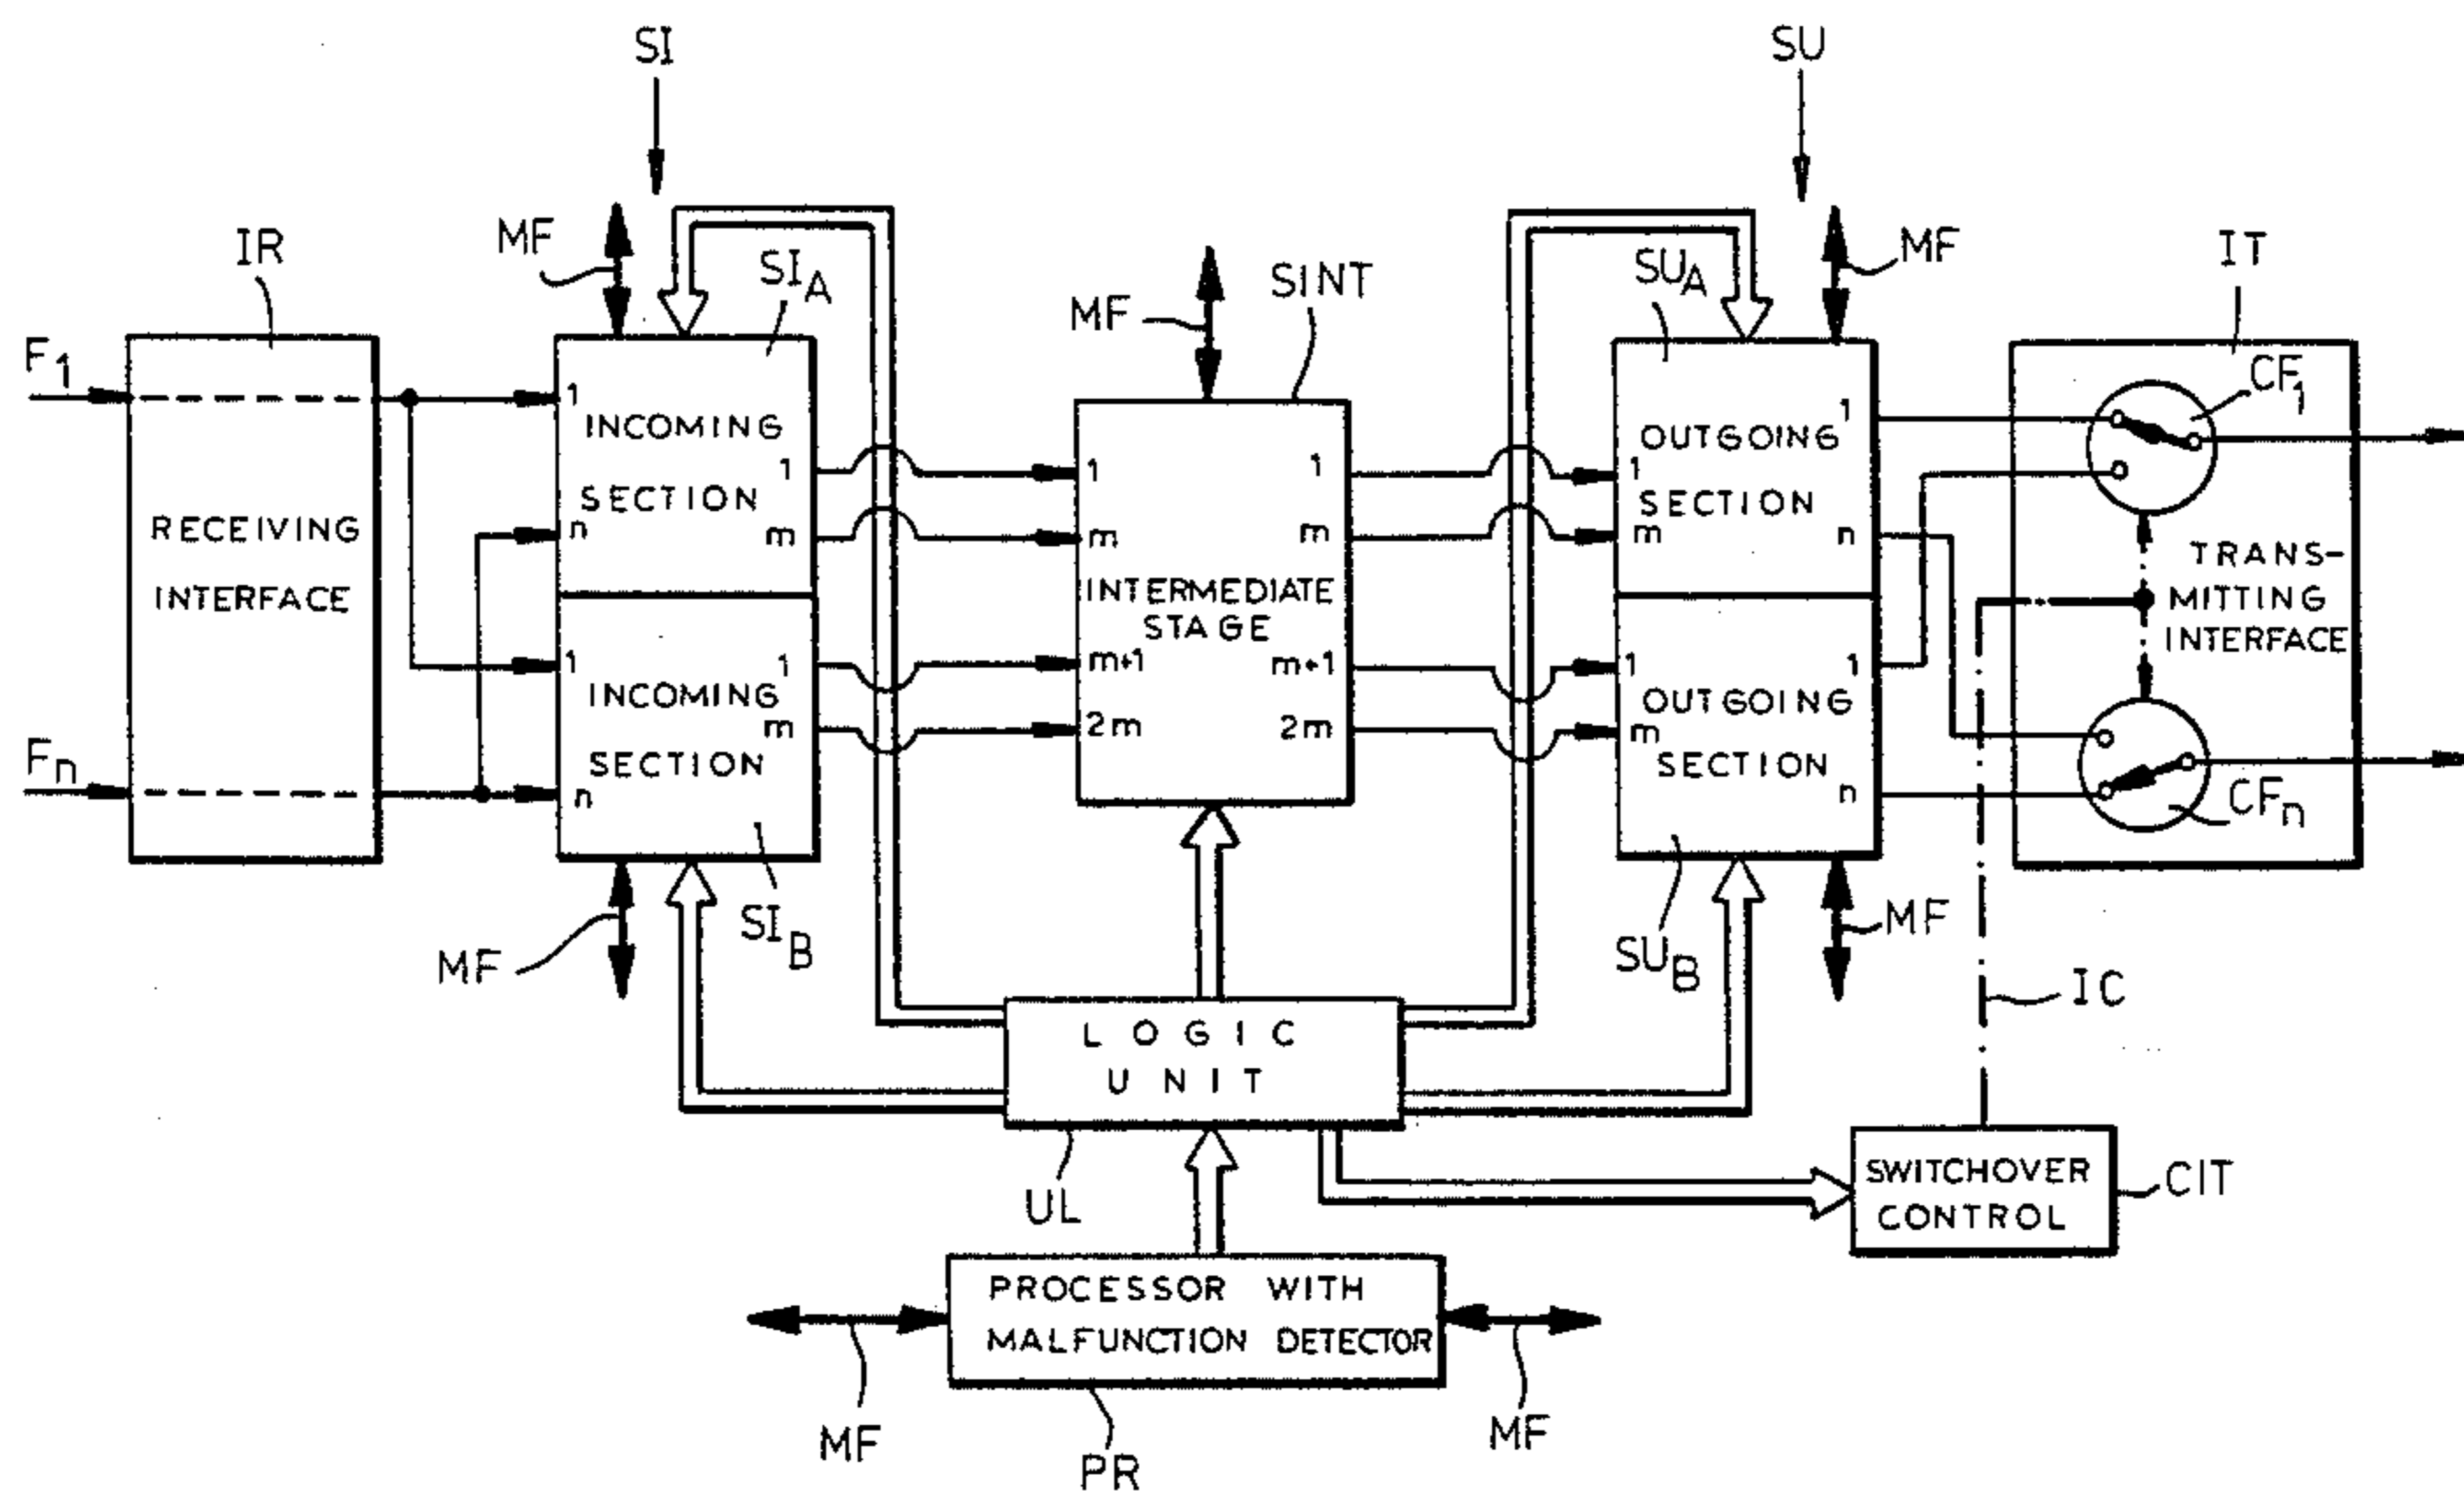 SI
SU
MF
IR
SI_A
MF
SINT
SU_A
MF
IT
F_1
CF_1
1
INCOMING
SECTION
1
n
m
1
m
INTERMEDIATE
STAGE
m+1
2m
1
m
m+1
2m
1
OUTGOING
SECTION
m
1
n
RECEIVING
INTERFACE
TRANS-
MITTING
INTERFACE
1
INCOMING
SECTION
1
m
n
1
OUTGOING
SECTION
m
1
n
F_n
CF_n
MF
SI_B
SU_B
MF
IC
LOGIC
UNIT
UL
SWITCHOVER
CONTROL
CIT
PROCESSOR WITH
MALFUNCTION DETECTOR
MF
MF
PR